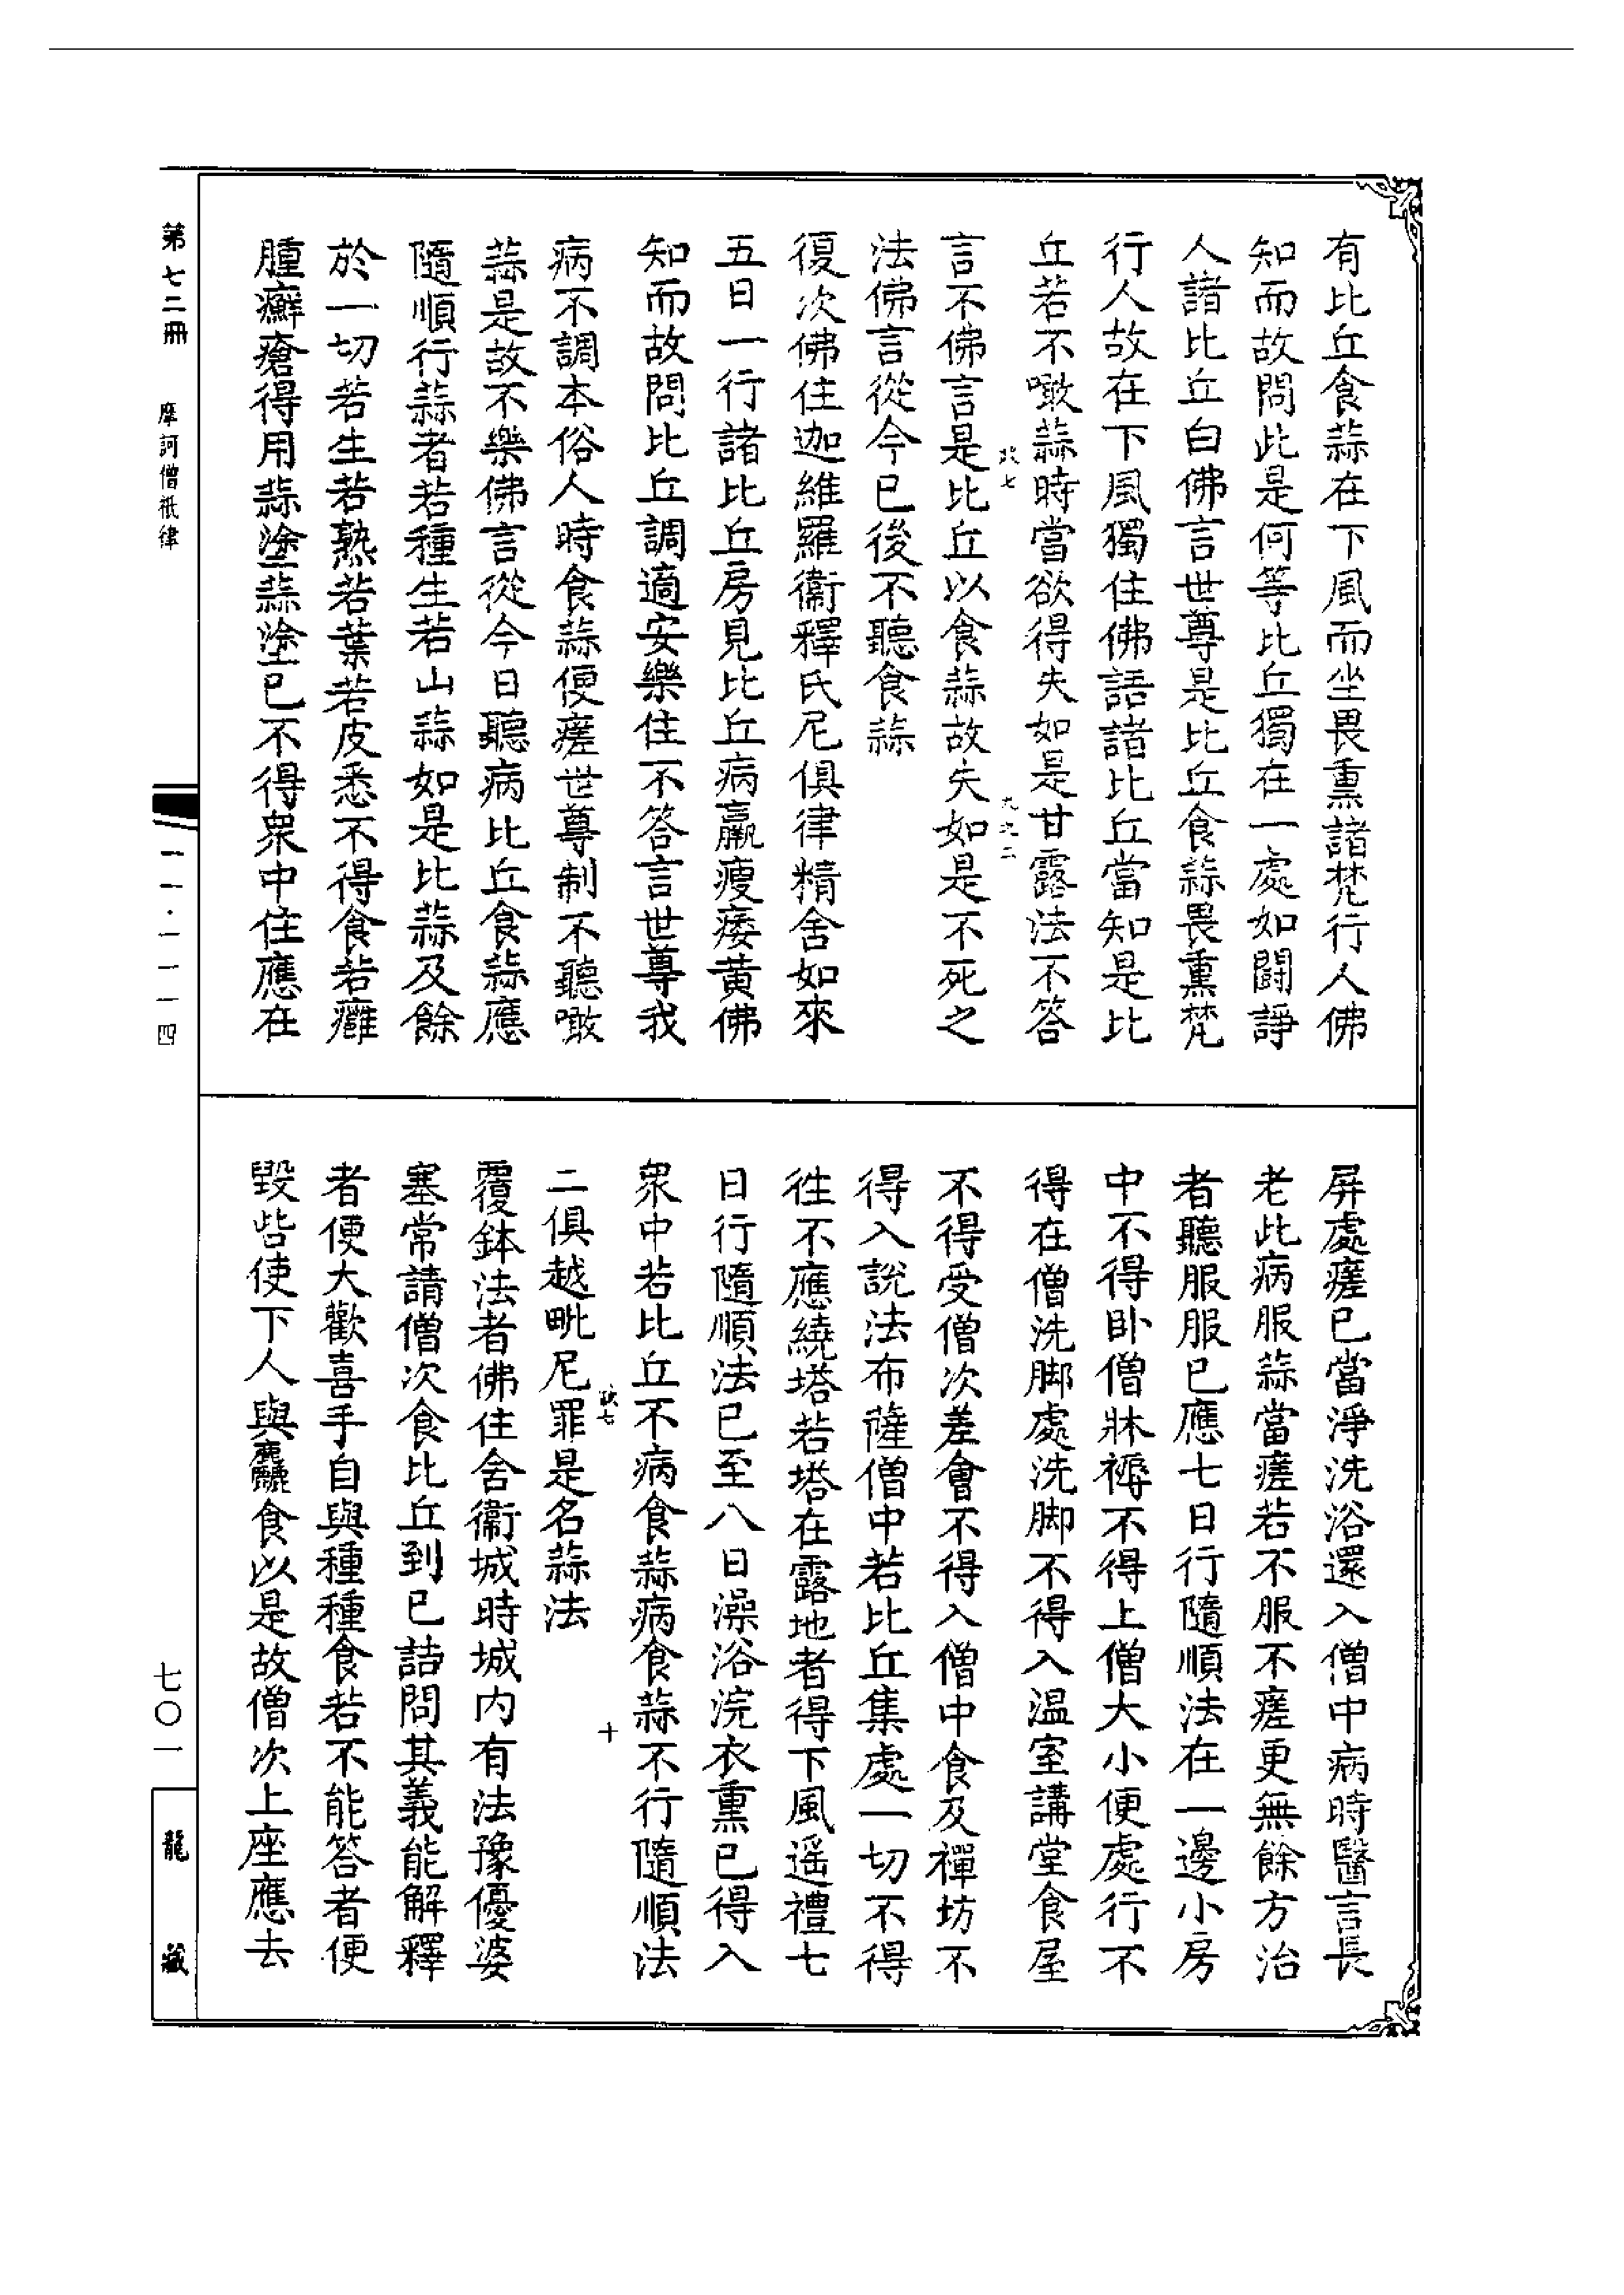 有比丘食蒜在下風而坐畏熏諸梵行人佛
知而故問此是何等比丘獨在一處如鬪諍
人諸比丘白佛言世尊是比丘食蒜畏熏梵
行人故在下風獨住佛語諸比丘當知是比
丘若不噉蒜時當欲得失如是甘露法不答
言不佛言是比丘以食蒜故失如是不死之
法佛言從今已後不聽食蒜
復次佛住迦維羅衞釋氏尼俱律精舍如來
五日一行諸比丘房見比丘病羸瘦痿黄佛
知而故問比丘調適安樂住不答言世尊我
病不調本俗人時食蒜便瘥世尊制不聽噉
蒜是故不樂佛言從今日聽病比丘食蒜應
隨順行蒜者若種生若山蒜如是比蒜及餘
於一切若生若熟若葉若皮悉不得食若癰
腫癬瘡得用蒜塗蒜塗已不得衆中住應在
屏處瘥已當淨洗浴還入僧中病時醫言長
老此病服蒜當瘥若不服不瘥更無餘方治
者聽服服已應七日行隨順法在一邊小房
中不得卧僧牀褥不得上僧大小便處行不
得在僧洗脚處洗脚不得入温室講堂食屋
不得受僧次差會不得入僧中食及禪坊不
得入說法布薩僧中若比丘集處一切不得
徃不應繞塔若塔在露地者得下風遥禮七
日行隨順法已至八日澡浴浣衣熏已得入
衆中若比丘不病食蒜病食蒜不行隨順法
二俱越毗尼罪是名蒜法
十
覆鉢法者佛住舍衞城時城内有法豫優婆
塞常請僧次食比丘到已詰問其義能解釋
者便大歡喜手自與種種食若不能答者便
毀呰使下人與麤食以是故僧次上座應去
第七二冊
摩訶僧祇律
一一·一一一四
七〇一
龍藏